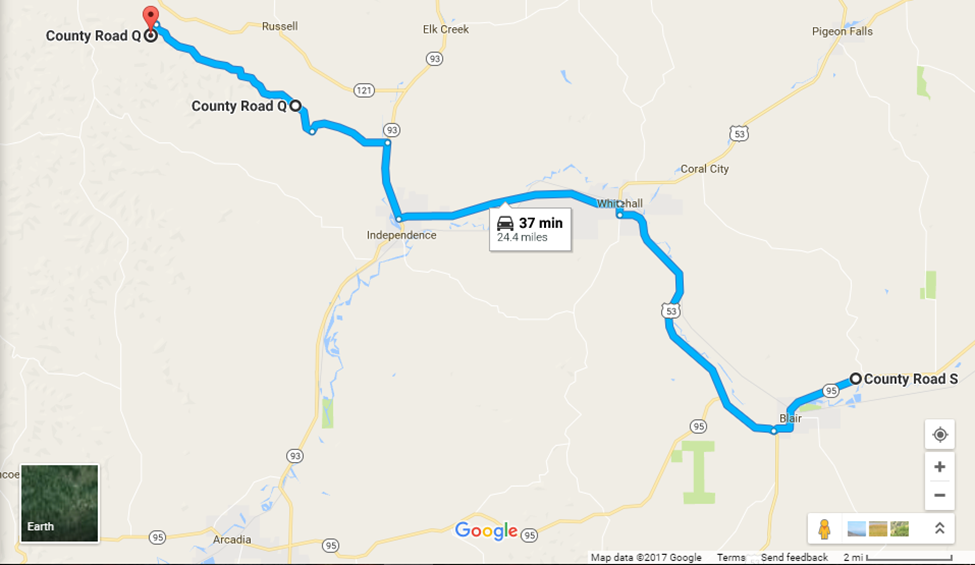 Russell
Elk Creek
Pigeon Falls
County Road Q
93
121
County Road Q
93
53
Coral City
Whitehall
37 min
24.4 miles
Independence
53
County Road S
95
Blair
95
93
coe
Earth
95
Arcadia
95
Google
95
Map data ©2017 Google Terms Send feedback 2 mi